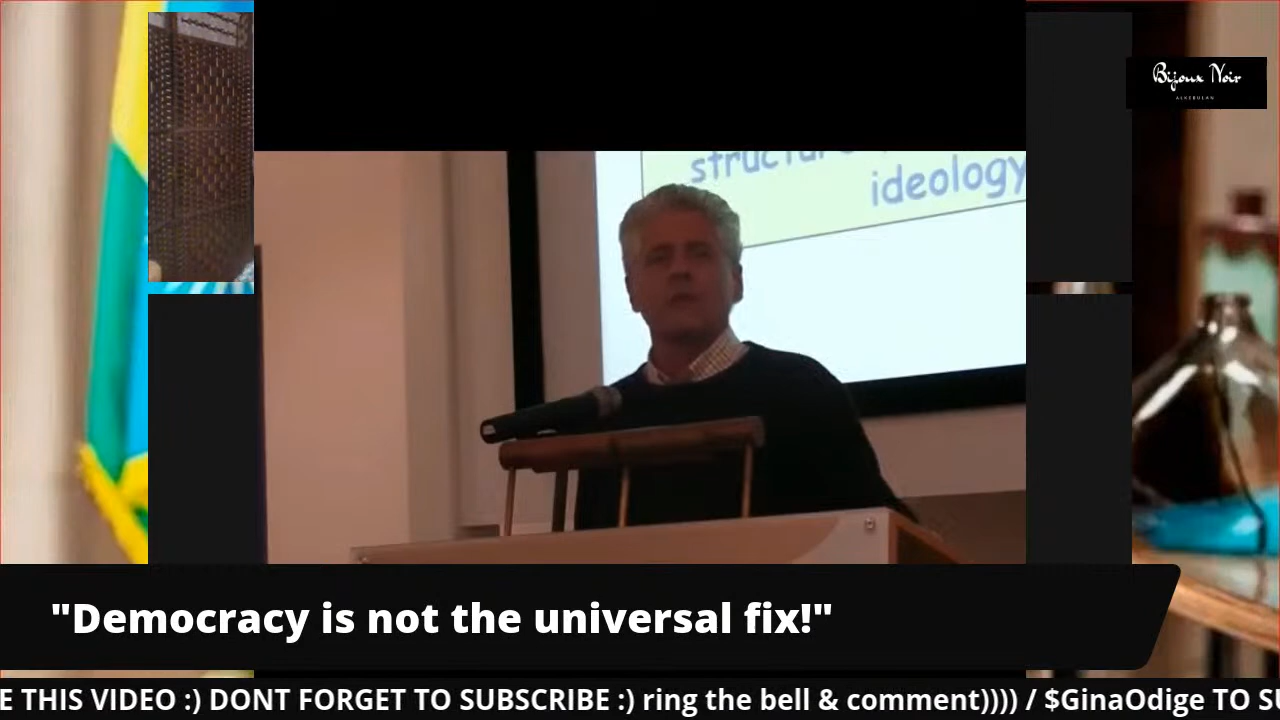 Bijoux Noir
ALKEBULAN
ideology
"Democracy is not the universal fix!"
E THIS VIDEO :) DONT FORGET TO SUBSCRIBE :) ring the bell & comment)))) / $GinaOdige TO SU